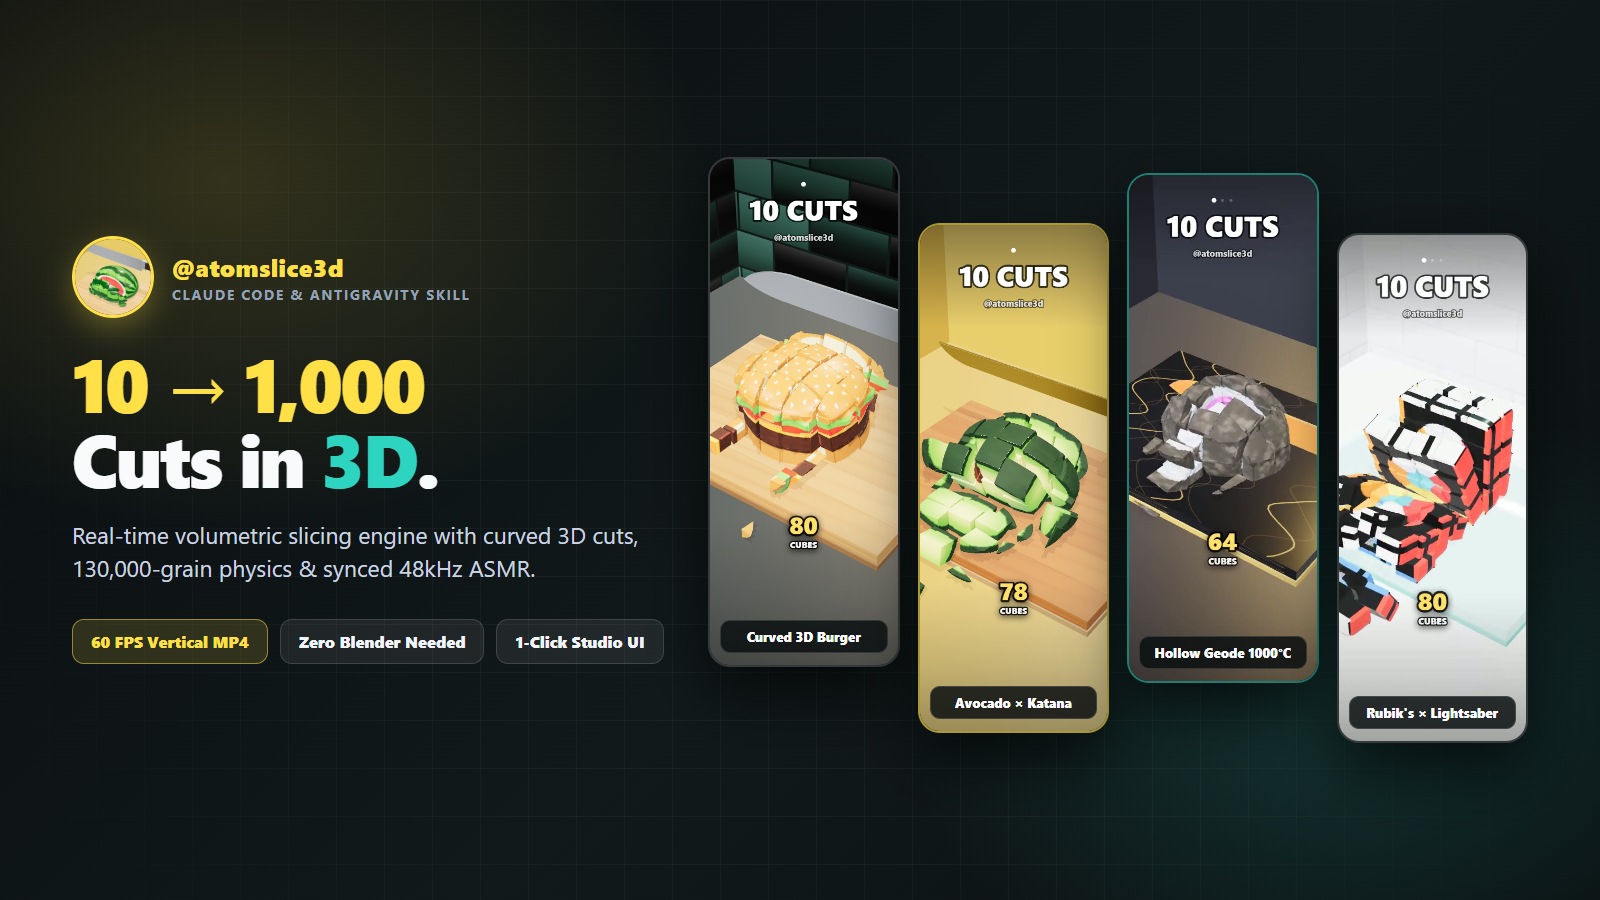 @atomslice3d
CLAUDE CODE & ANTIGRAVITY SKILL
10 → 1,000
Cuts in 3D.
Real-time volumetric slicing engine with curved 3D cuts,
130,000-grain physics & synced 48kHz ASMR.
60 FPS Vertical MP4
Zero Blender Needed
1-Click Studio UI
10 CUTS
@atomslice3d
80
CUBES
Curved 3D Burger
10 CUTS
@atomslice3d
78
CUBES
Avocado × Katana
10 CUTS
@atomslice3d
64
CUBES
Hollow Geode 1000°C
10 CUTS
@atomslice3d
80
CUBES
Rubik's × Lightsaber